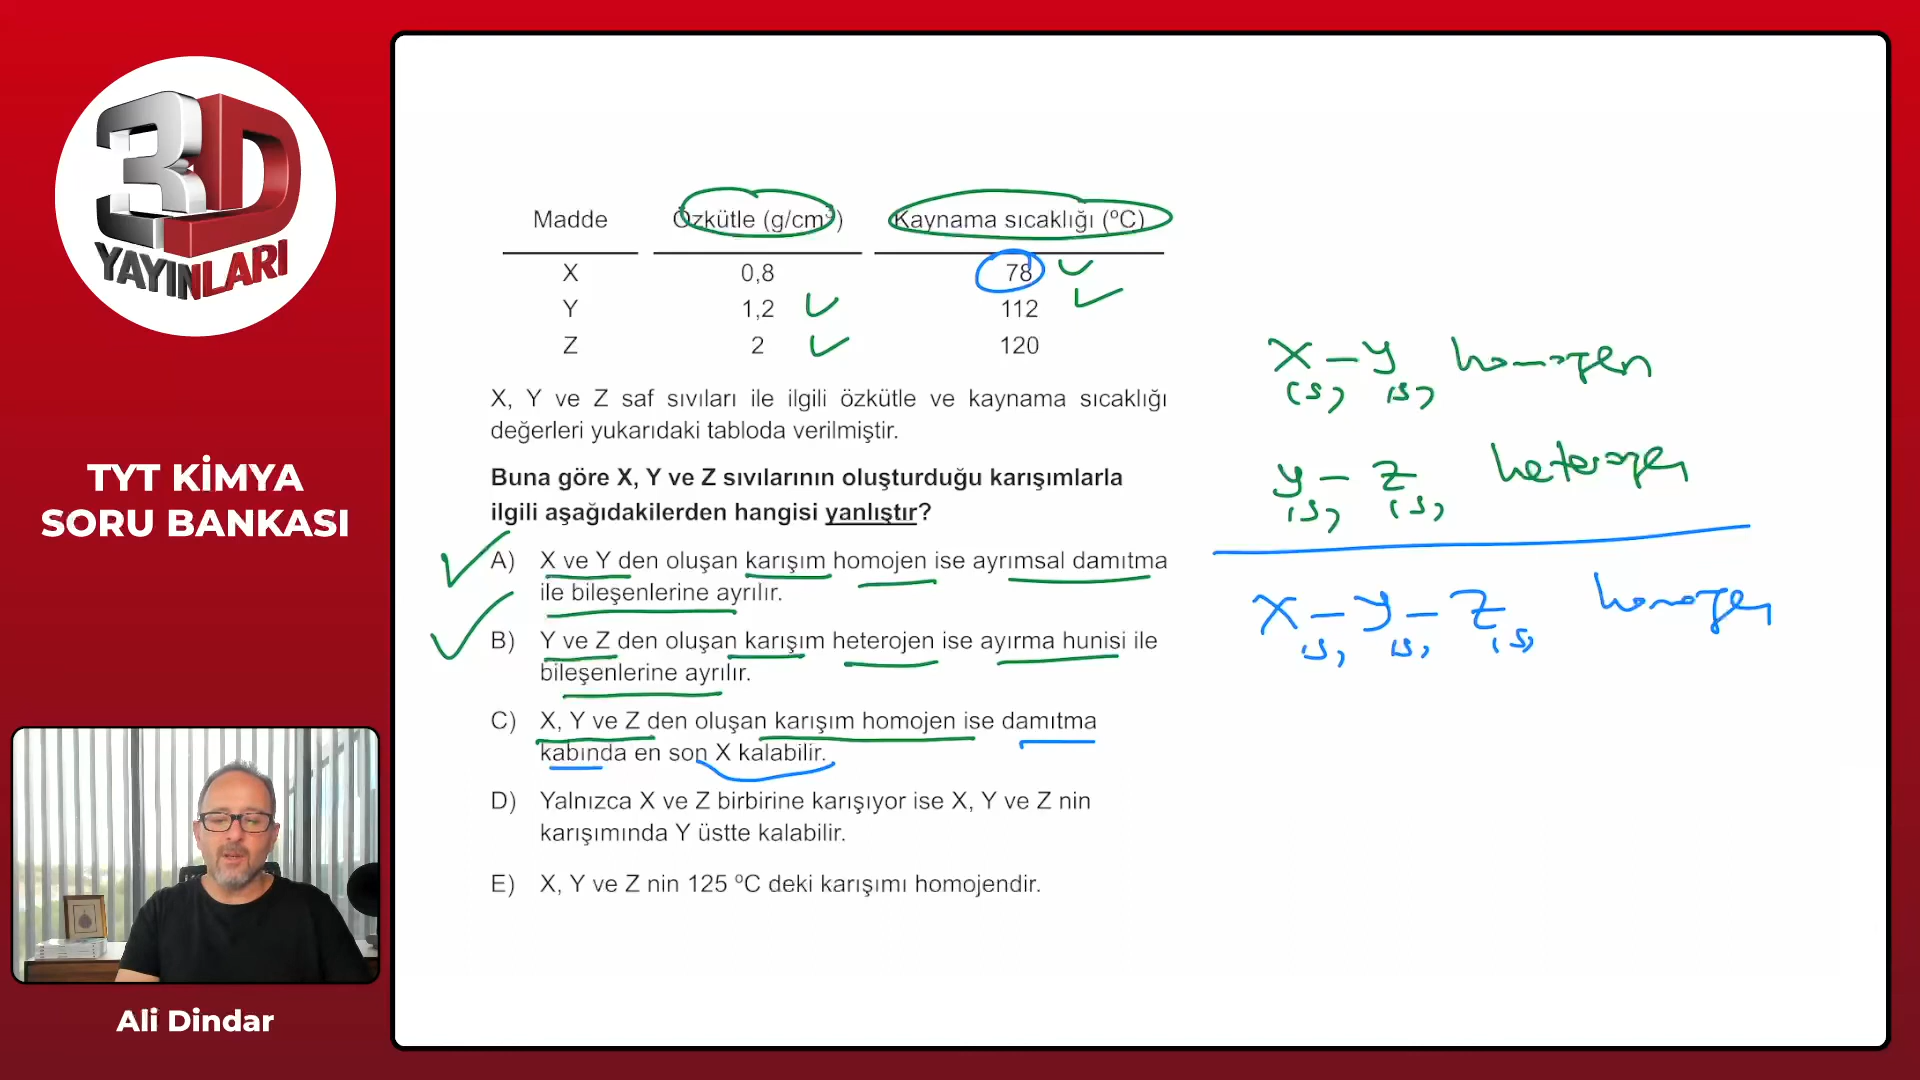 3D
YAYINLARI
TYT KİMYA
SORU BANKASI
Ali Dindar
Madde Özkütle (g/cm³) Kaynama sıcaklığı (ºC)
X 0,8 78
Y 1,2 112
Z 2 120
X, Y ve Z saf sıvıları ile ilgili özkütle ve kaynama sıcaklığı
değerleri yukarıdaki tabloda verilmiştir.
Buna göre X, Y ve Z sıvılarının oluşturduğu karışımlarla
ilgili aşağıdakilerden hangisi yanlıştır?
A) X ve Y den oluşan karışım homojen ise ayrımsal damıtma
ile bileşenlerine ayrılır.
B) Y ve Z den oluşan karışım heterojen ise ayırma hunisi ile
bileşenlerine ayrılır.
C) X, Y ve Z den oluşan karışım homojen ise damıtma
kabında en son X kalabilir.
D) Yalnızca X ve Z birbirine karışıyor ise X, Y ve Z nin
karışımında Y üstte kalabilir.
E) X, Y ve Z nin 125 ºC deki karışımı homojendir.
X – Y homojen
(s) (s)
Y – Z heterojen
(s) (s)
X – Y – Z homojen
(s) (s) (s)